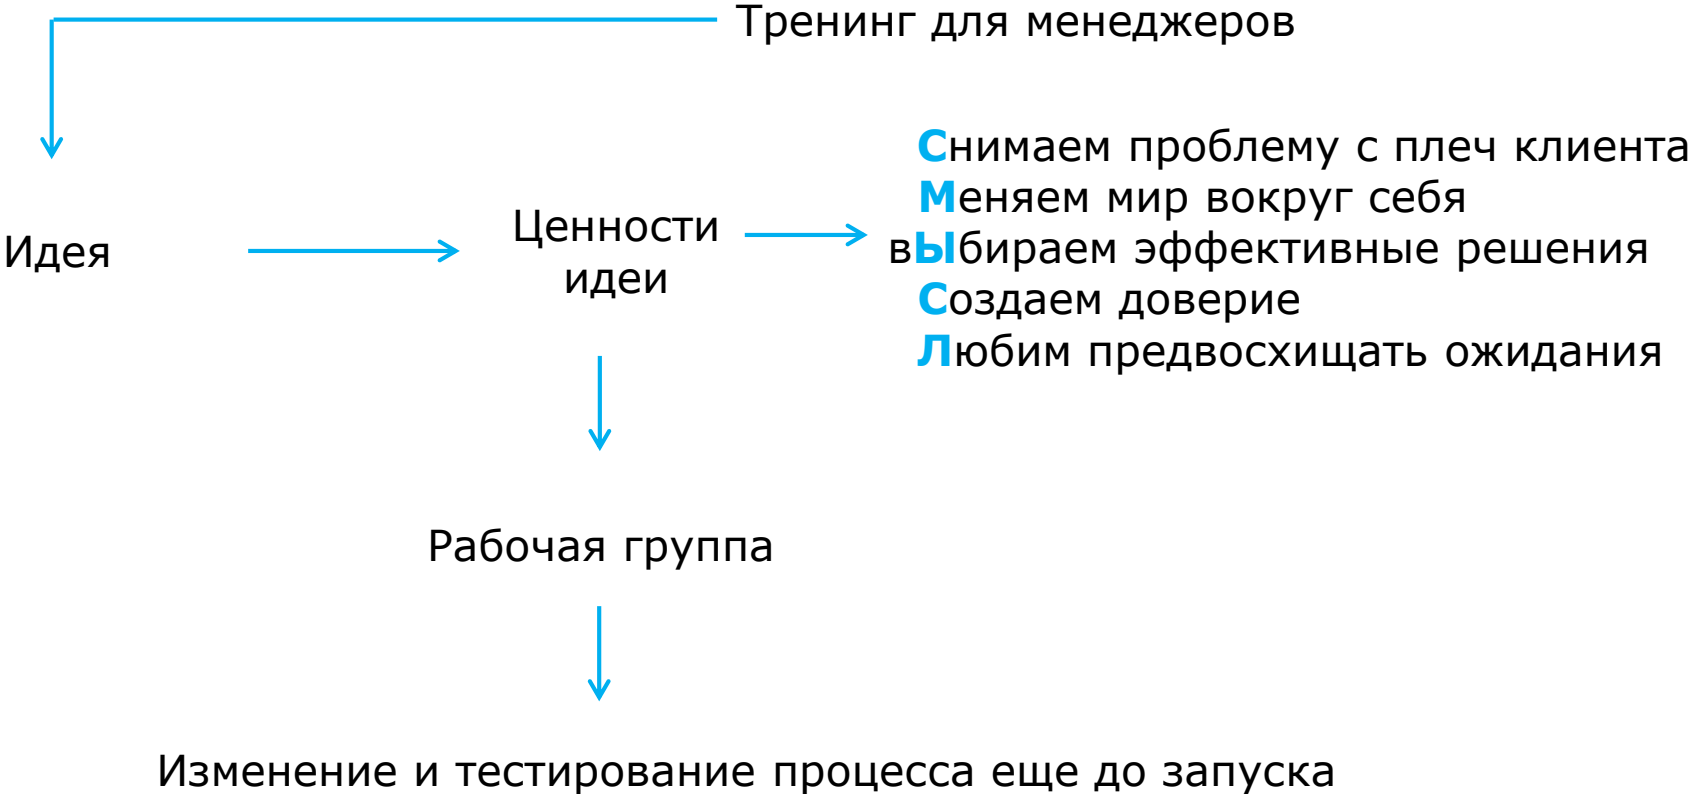 Тренинг для менеджеров
Снимаем проблему с плеч клиента
Меняем мир вокруг себя
вЫбираем эффективные решения
Создаем доверие
Любим предвосхищать ожидания
Идея
Ценности
идеи
Рабочая группа
Изменение и тестирование процесса еще до запуска